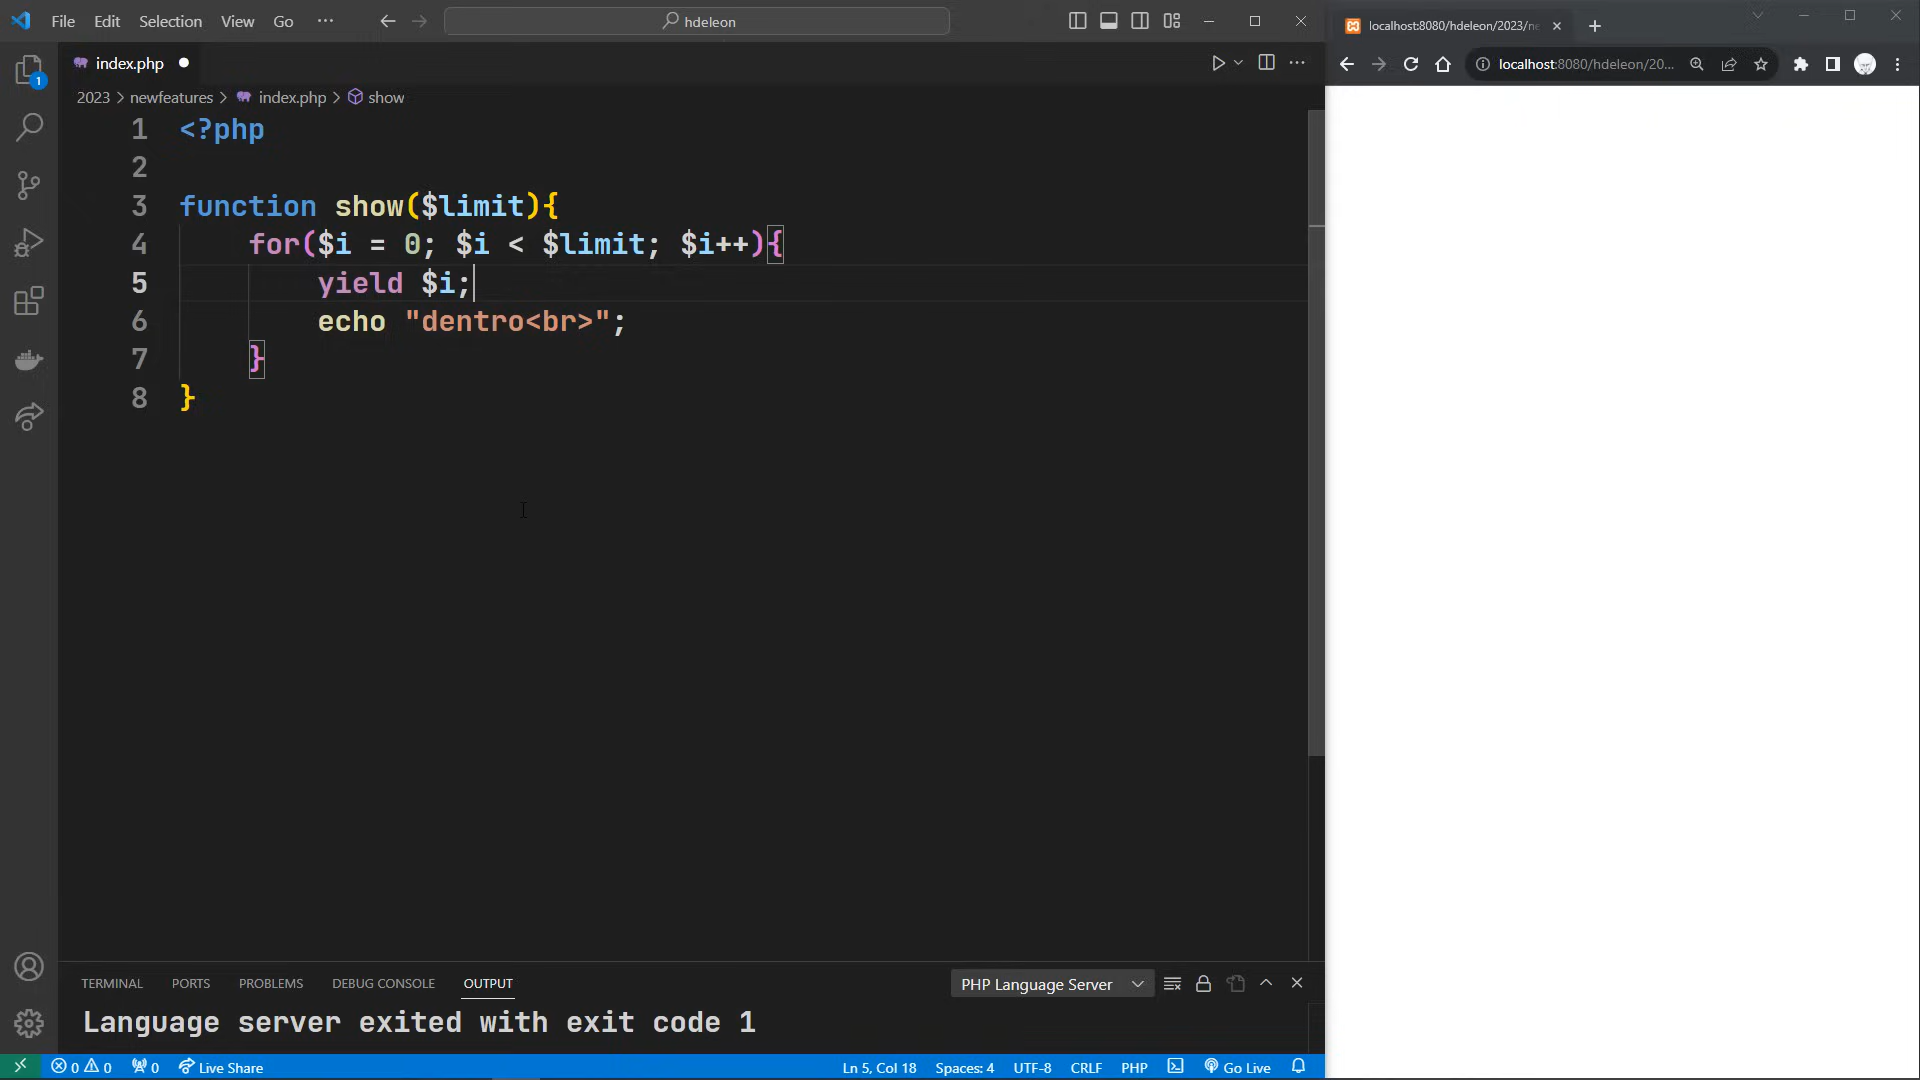 File Edit Selection View Go ··· hdeleon
index.php
2023 > newfeatures > index.php > show
1 <?php
2
3 function show($limit){
4 for($i = 0; $i < $limit; $i++){
5 yield $i;
6 echo "dentro<br>";
7 }
8 }
TERMINAL PORTS PROBLEMS DEBUG CONSOLE OUTPUT PHP Language Server
Language server exited with exit code 1
0 0 0 Live Share Ln 5, Col 18 Spaces: 4 UTF-8 CRLF PHP Go Live
1
localhost:8080/hdeleon/2023/ne
localhost:8080/hdeleon/20...